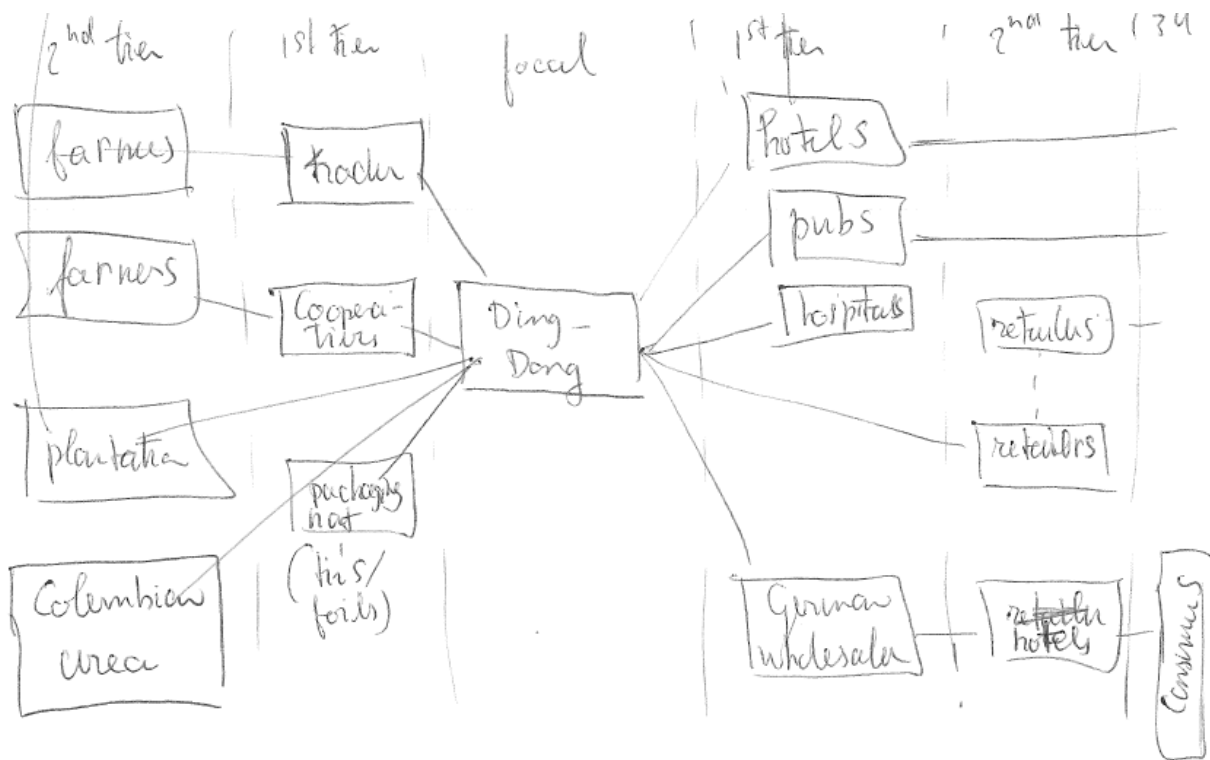 2nd tier 1st tier focal 1st tier 2nd tier 3rd
farmers
trader
hotels
pubs
farmers
Coopera-
tives
Ding-
Dong
hospitals
retailers
plantation
packaging
mat
(tins/
foils)
retailers
Colombian
area
German
wholesaler
hotels
Consumers